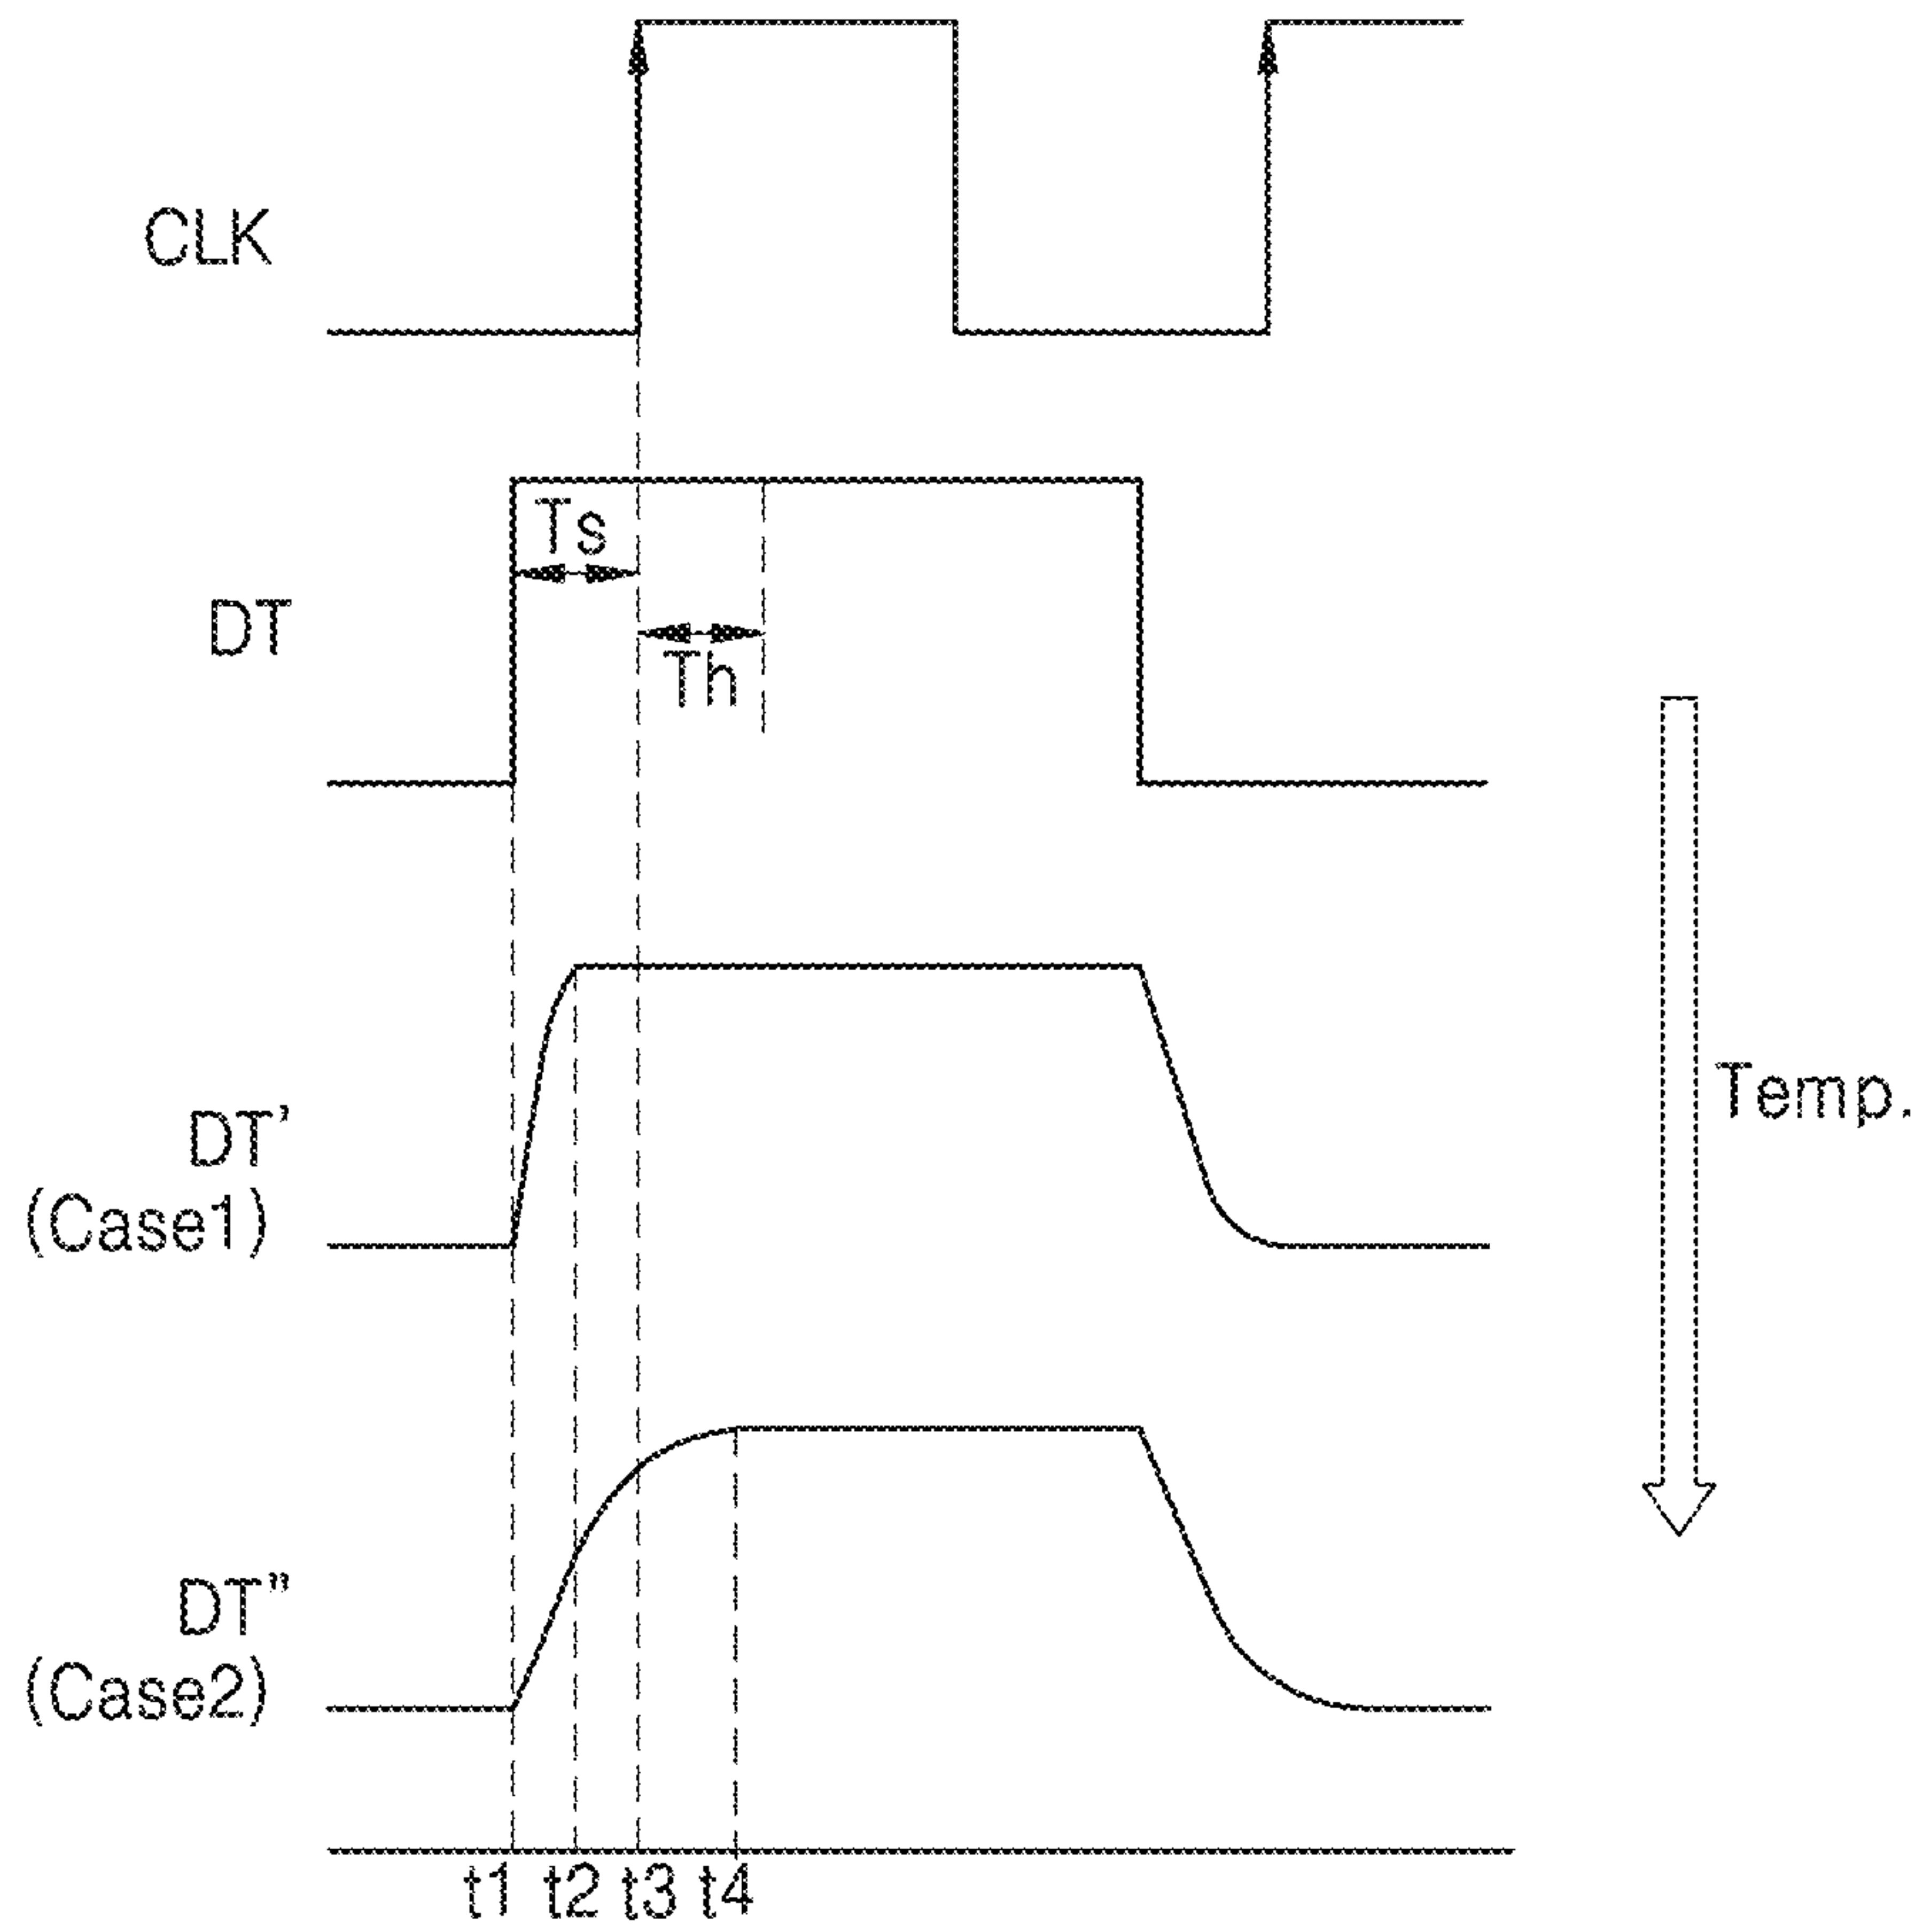 CLK
Ts
DT
Th
Temp.
DT'
(Case1)
DT"
(Case2)
t1 t2 t3 t4